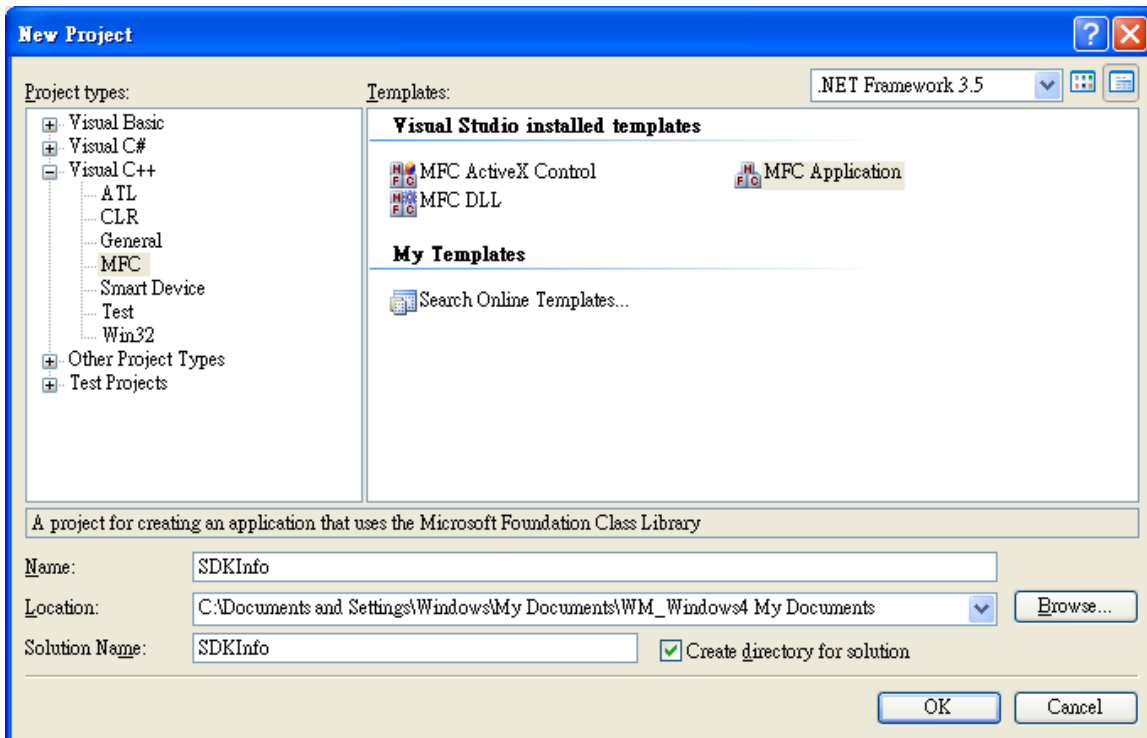 New Project
Project types:
Templates:
.NET Framework 3.5
Visual Basic
Visual C#
Visual C++
ATL
CLR
General
MFC
Smart Device
Test
Win32
Other Project Types
Test Projects
Visual Studio installed templates
MFC ActiveX Control
MFC Application
MFC DLL
My Templates
Search Online Templates...
A project for creating an application that uses the Microsoft Foundation Class Library
Name:
SDKInfo
Location:
C:\Documents and Settings\Windows\My Documents\WM_Windows4 My Documents
Browse...
Solution Name:
SDKInfo
Create directory for solution
OK
Cancel